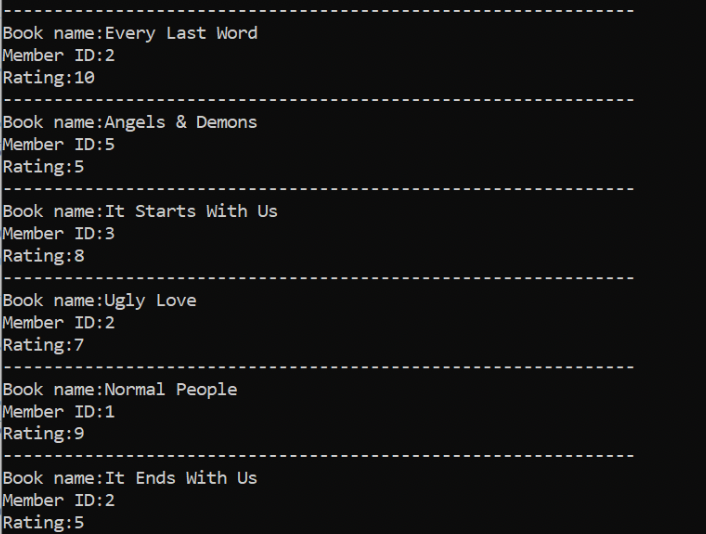 --------------------------------------------------------------
Book name:Every Last Word
Member ID:2
Rating:10
--------------------------------------------------------------
Book name:Angels & Demons
Member ID:5
Rating:5
--------------------------------------------------------------
Book name:It Starts With Us
Member ID:3
Rating:8
--------------------------------------------------------------
Book name:Ugly Love
Member ID:2
Rating:7
--------------------------------------------------------------
Book name:Normal People
Member ID:1
Rating:9
--------------------------------------------------------------
Book name:It Ends With Us
Member ID:2
Rating:5